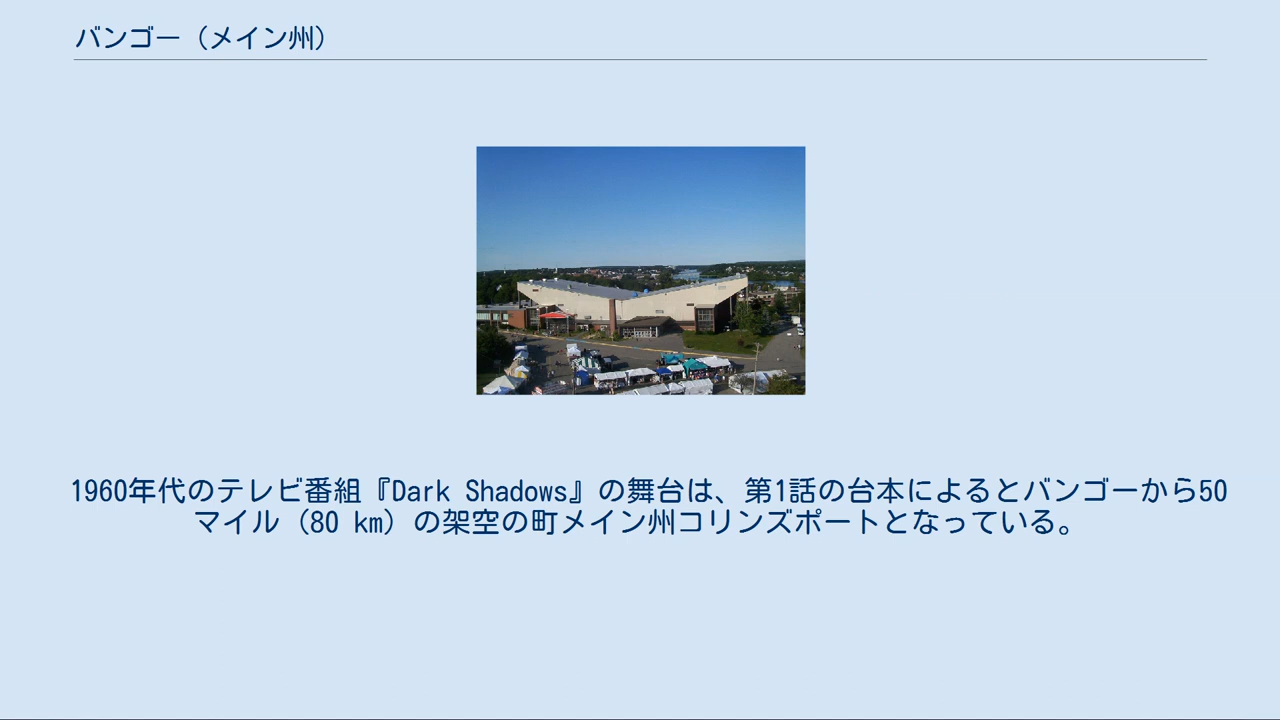 バンゴー（メイン州）
1960年代のテレビ番組『Dark Shadows』の舞台は、第1話の台本によるとバンゴーから50
マイル（80 km）の架空の町メイン州コリンズポートとなっている。